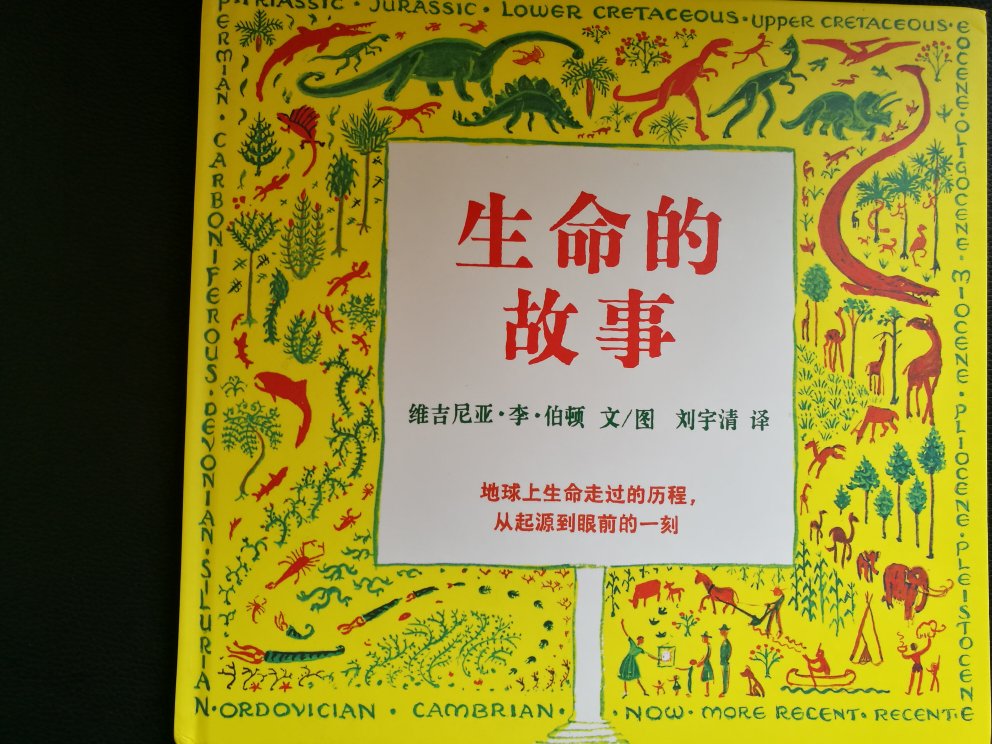 TRIASSIC · JURASSIC · LOWER CRETACEOUS · UPPER CRETACEOUS ·
PERMIAN · CARBONIFEROUS · DEVONIAN · SILURIAN
EOCENE · OLIGOCENE · MIOCENE · PLIOCENE · PLEISTOCENE
生命的
故事
维吉尼亚·李·伯顿 文/图 刘宇清 译
地球上生命走过的历程，
从起源到眼前的一刻
· ORDOVICIAN · CAMBRIAN · · NOW · MORE RECENT · RECENT ·